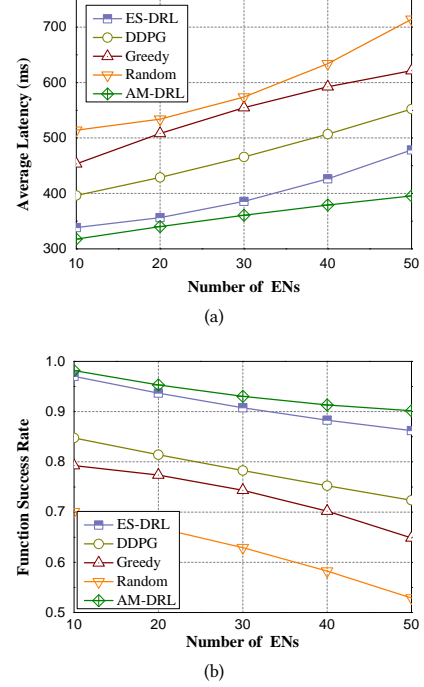 700
600
500
400
300
Average Latency (ms)
ES-DRL
DDPG
Greedy
Random
AM-DRL
10 20 30 40 50
Number of ENs
(a)
1.0
0.9
0.8
0.7
0.6
0.5
Function Success Rate
ES-DRL
DDPG
Greedy
Random
AM-DRL
10 20 30 40 50
Number of ENs
(b)